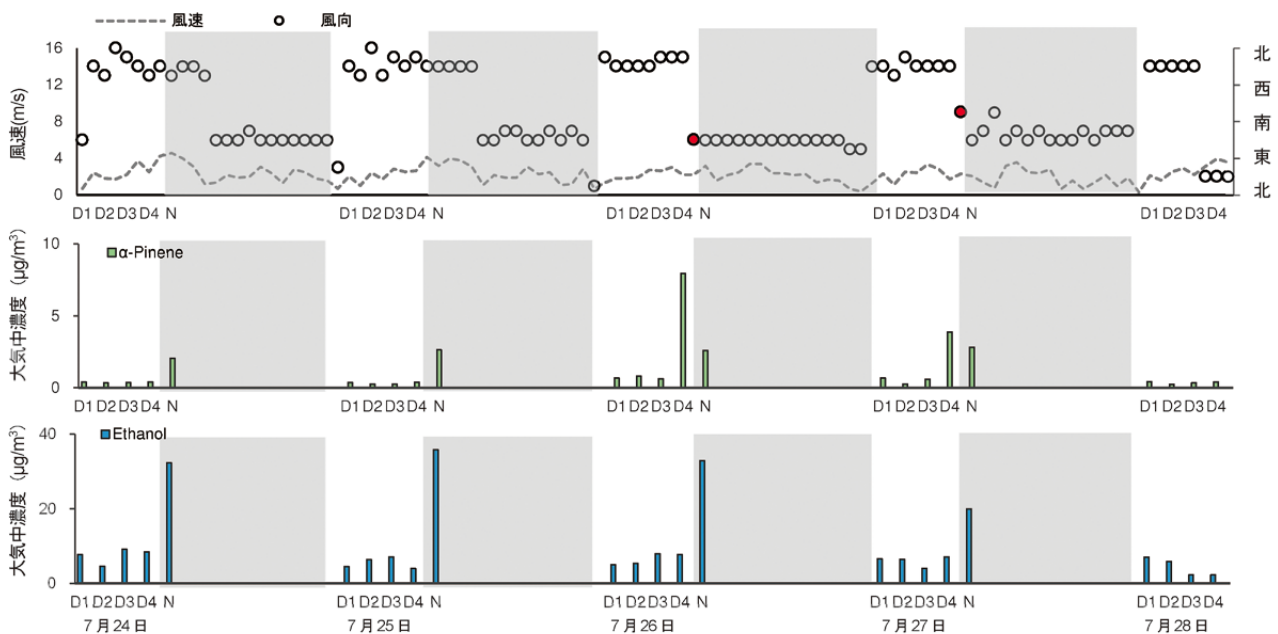 風速 風向
風速(m/s)
16
12
8
4
0
北
西
南
東
北
D1 D2 D3 D4 N D1 D2 D3 D4 N D1 D2 D3 D4 N D1 D2 D3 D4 N D1 D2 D3 D4
大気中濃度（μg/m³）
α-Pinene
10
5
0
D1 D2 D3 D4 N D1 D2 D3 D4 N D1 D2 D3 D4 N D1 D2 D3 D4 N D1 D2 D3 D4
大気中濃度（μg/m³）
Ethanol
40
20
0
D1 D2 D3 D4 N D1 D2 D3 D4 N D1 D2 D3 D4 N D1 D2 D3 D4 N D1 D2 D3 D4
7月24日 7月25日 7月26日 7月27日 7月28日